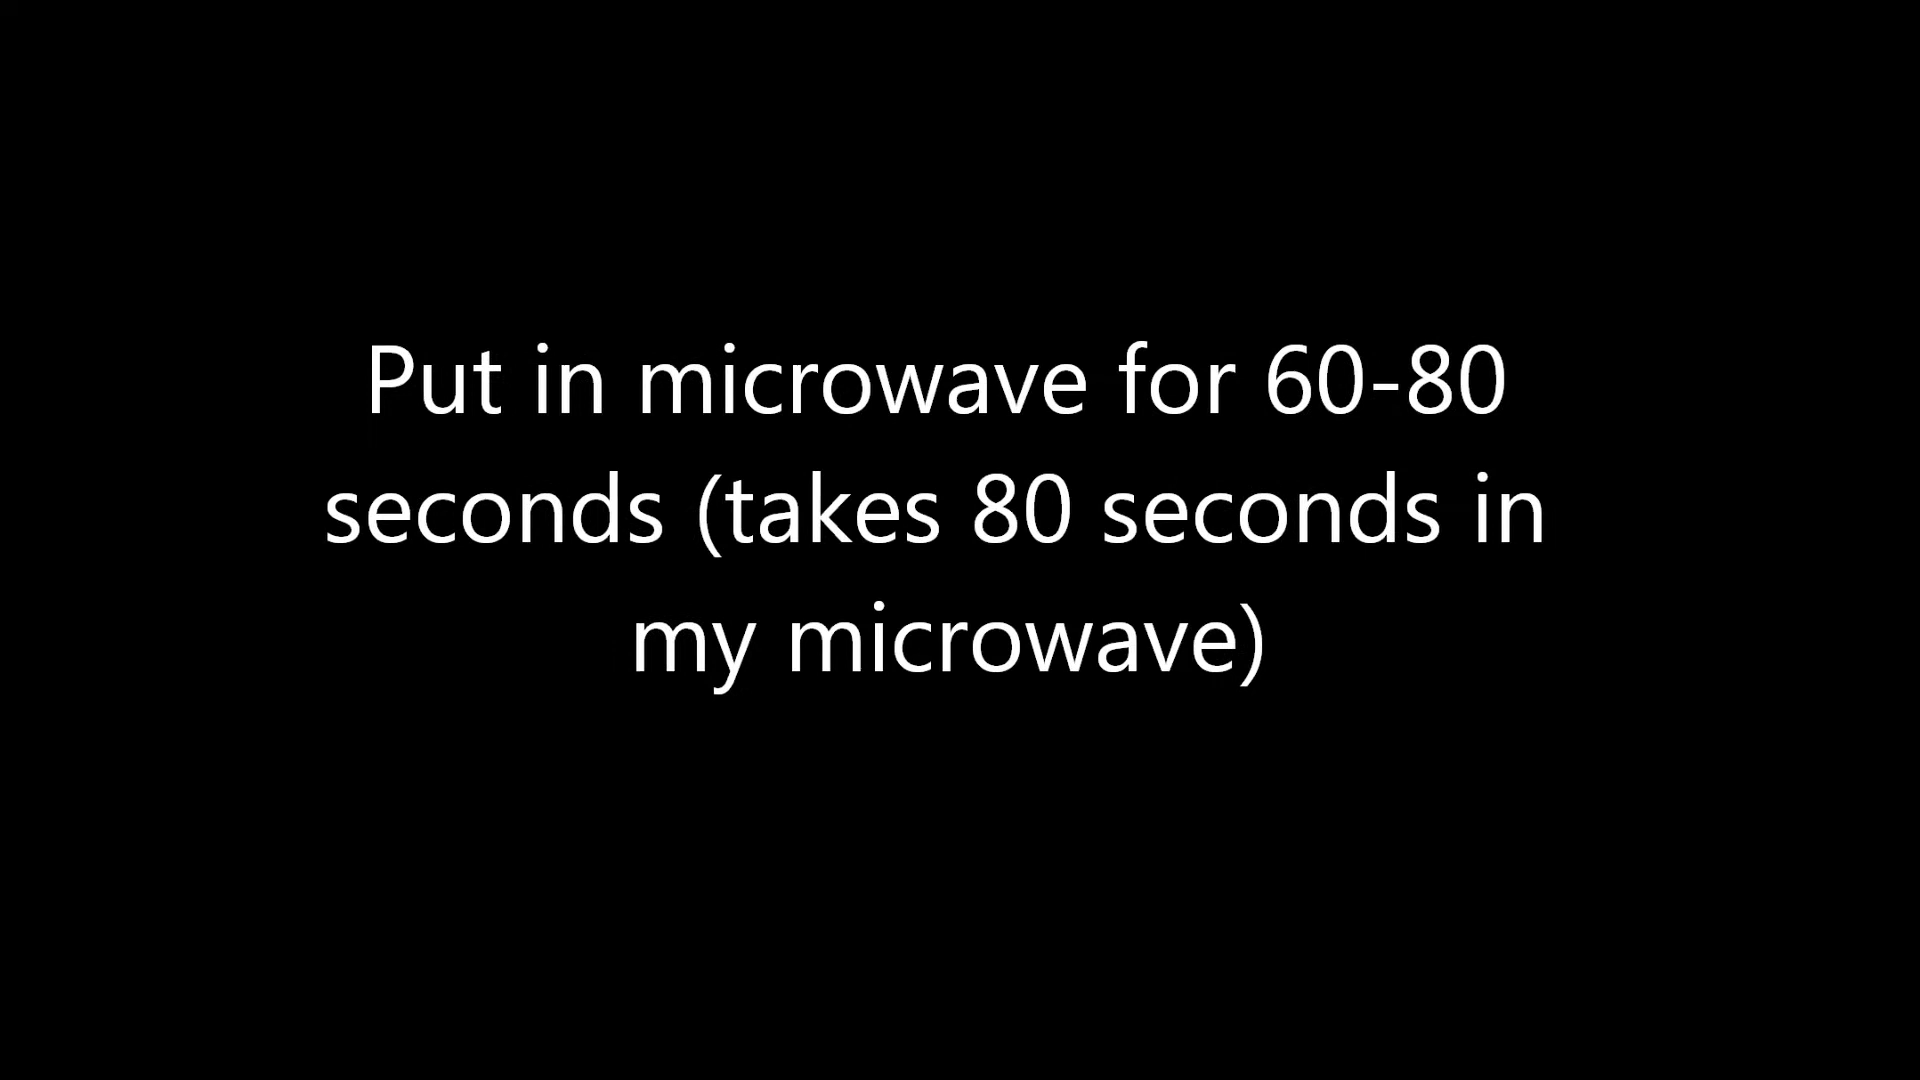 Put in microwave for 60-80
seconds (takes 80 seconds in
my microwave)